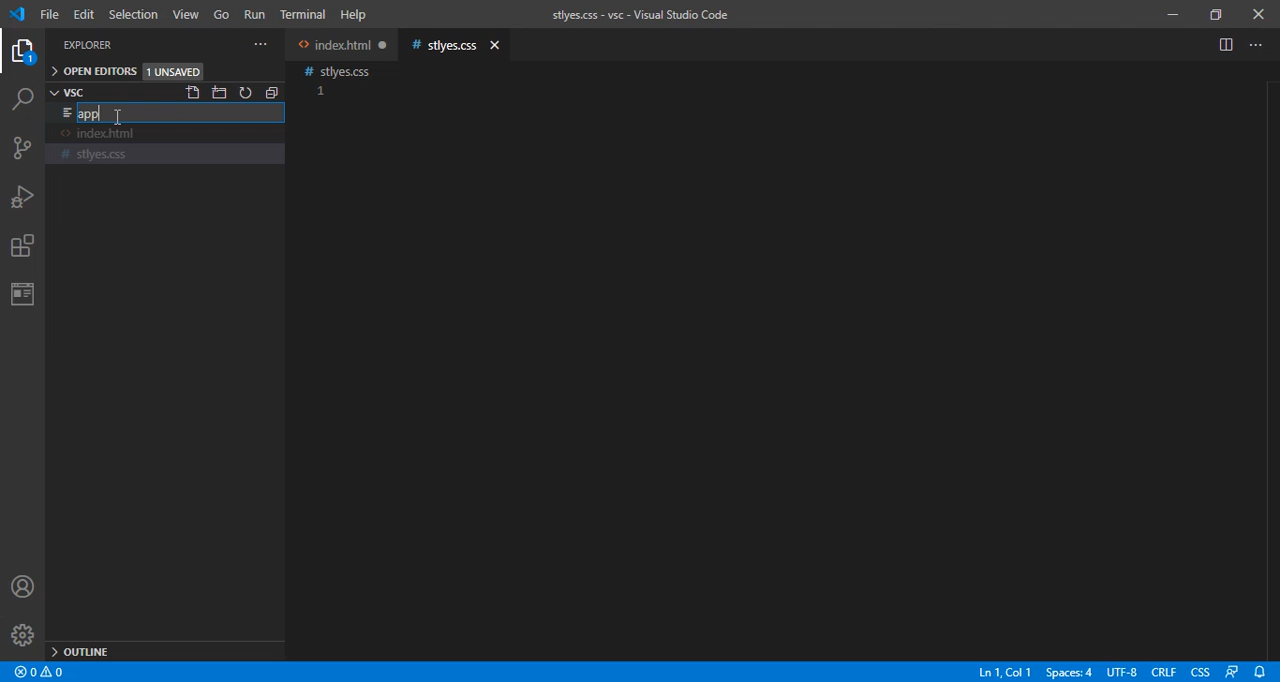 File Edit Selection View Go Run Terminal Help
stlyes.css - vsc - Visual Studio Code
EXPLORER
index.html
# stlyes.css
1
OPEN EDITORS 1 UNSAVED
# stlyes.css
VSC
1
app
index.html
# stlyes.css
OUTLINE
0 0
Ln 1, Col 1 Spaces: 4 UTF-8 CRLF CSS